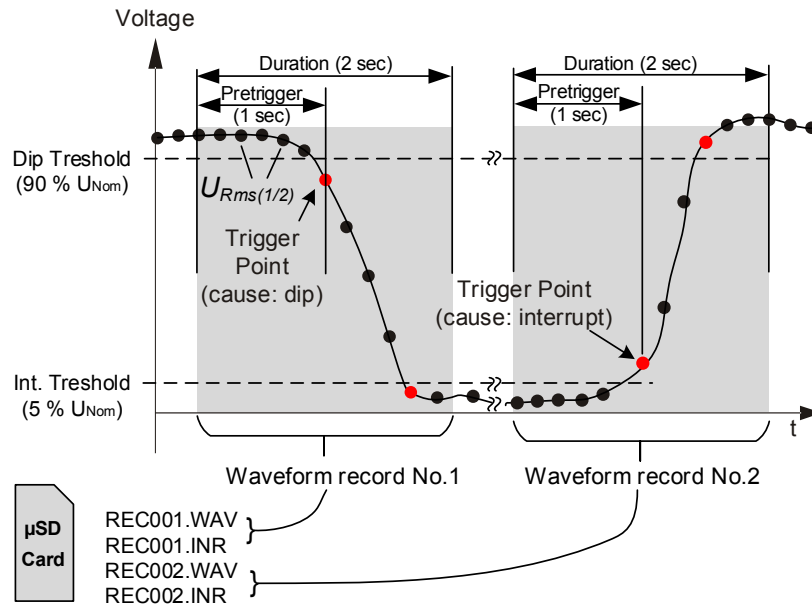 Voltage
Duration (2 sec)
Duration (2 sec)
Pretrigger
(1 sec)
Pretrigger
(1 sec)
Dip Treshold
(90 % UNom)
URms(1/2)
Trigger
Point
(cause: dip)
Trigger Point
(cause: interrupt)
Int. Treshold
(5 % UNom)
t
Waveform record No.1
Waveform record No.2
µSD
Card
REC001.WAV
REC001.INR
REC002.WAV
REC002.INR